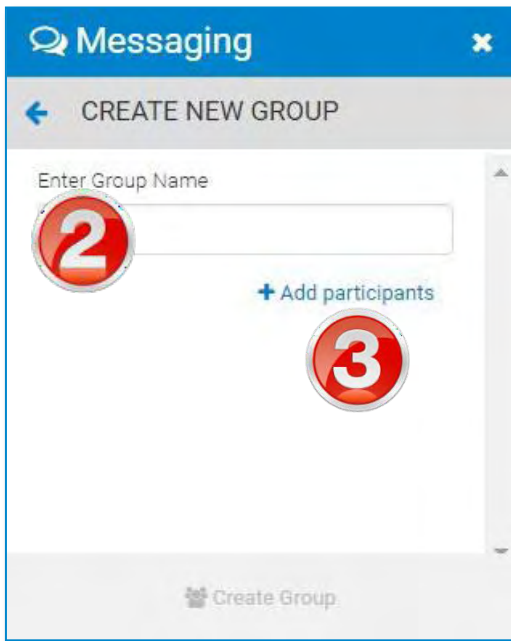 Messaging
CREATE NEW GROUP
Enter Group Name
2
+ Add participants
3
Create Group